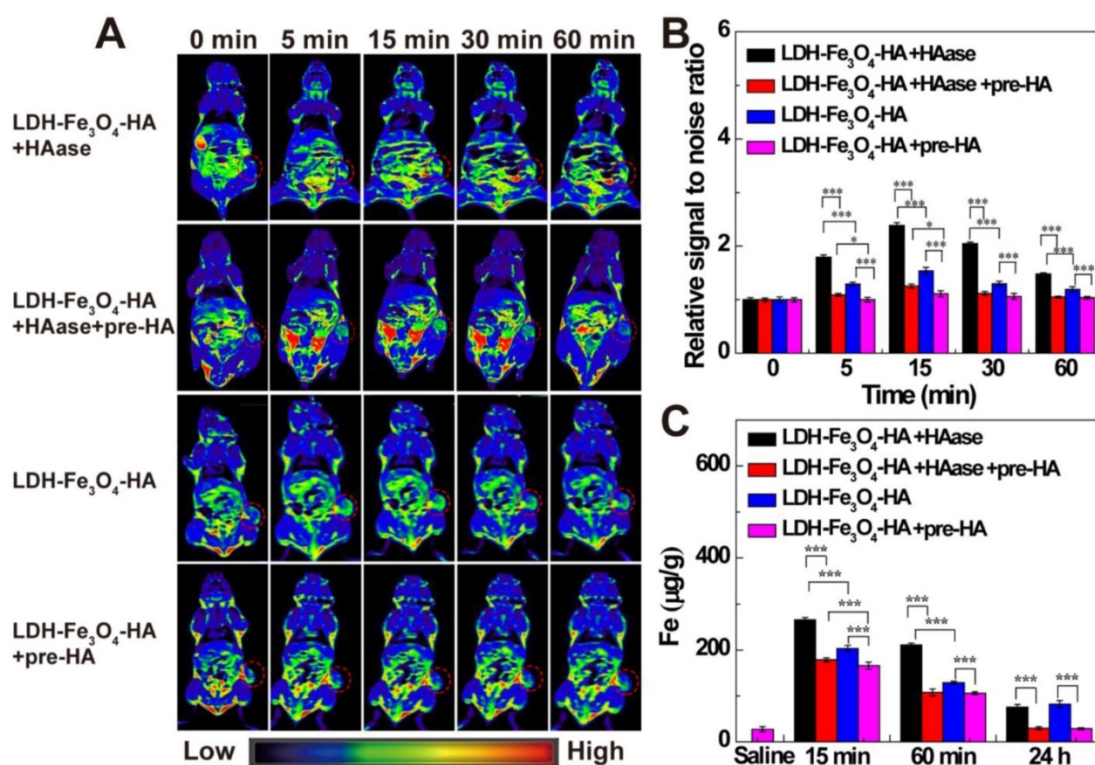 A
0 min 5 min 15 min 30 min 60 min
LDH-Fe₃O₄-HA
+HAase
LDH-Fe₃O₄-HA
+HAase+pre-HA
LDH-Fe₃O₄-HA
LDH-Fe₃O₄-HA
+pre-HA
Low High
B
Relative signal to noise ratio
6
4
2
0
LDH-Fe₃O₄-HA +HAase
LDH-Fe₃O₄-HA +HAase +pre-HA
LDH-Fe₃O₄-HA
LDH-Fe₃O₄-HA +pre-HA
*** *** *** ***
*** *** *** ***
* *
*** *** *** ***
0 5 15 30 60
Time (min)
C
Fe (µg/g)
600
400
200
0
LDH-Fe₃O₄-HA +HAase
LDH-Fe₃O₄-HA +HAase +pre-HA
LDH-Fe₃O₄-HA
LDH-Fe₃O₄-HA +pre-HA
*** *** *** ***
*** ***
***
*** ***
Saline 15 min 60 min 24 h